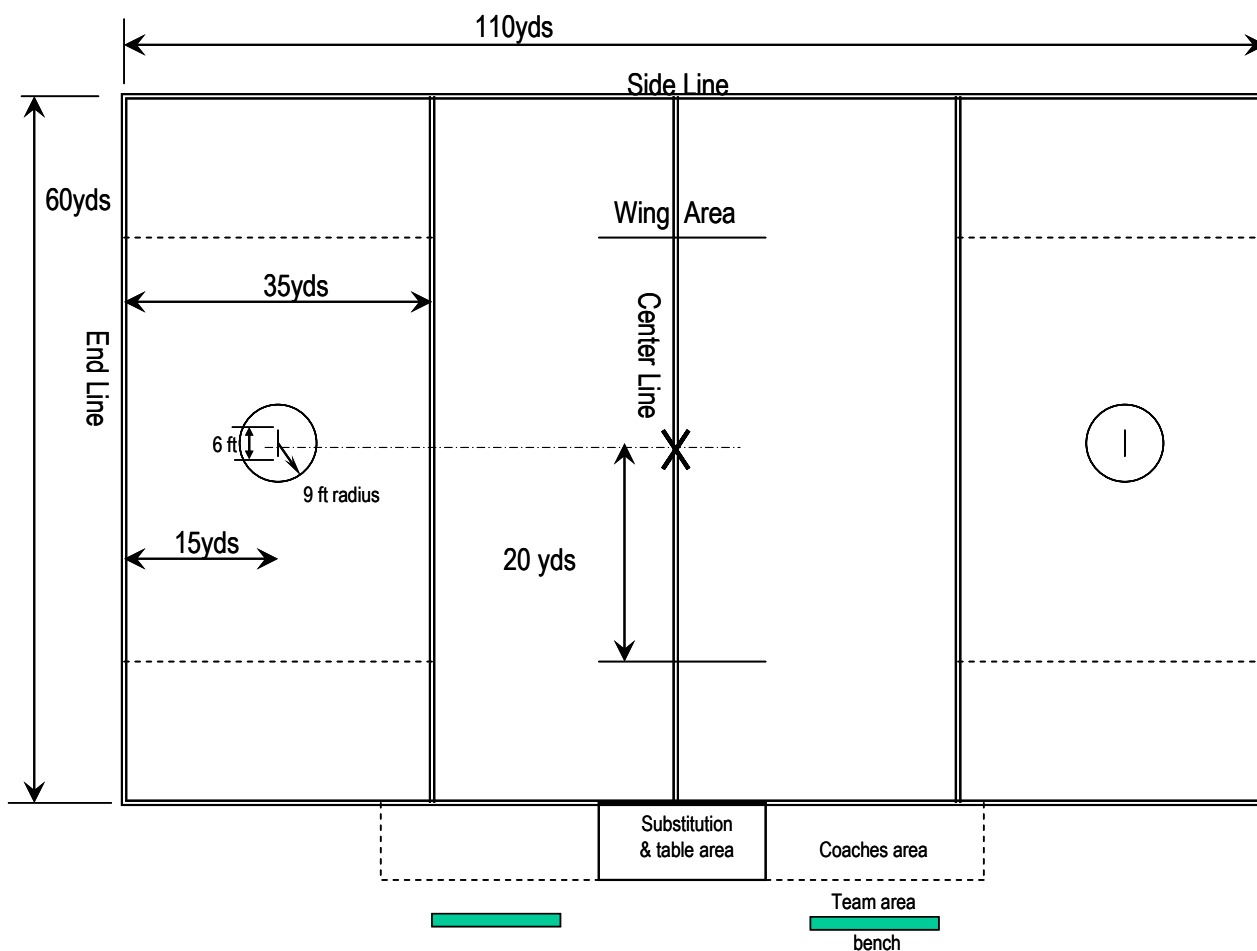 110yds
Side Line
60yds
Wing Area
35yds
Center Line
End Line
6 ft
9 ft radius
15yds
20 yds
Substitution
& table area
Coaches area
Team area
bench